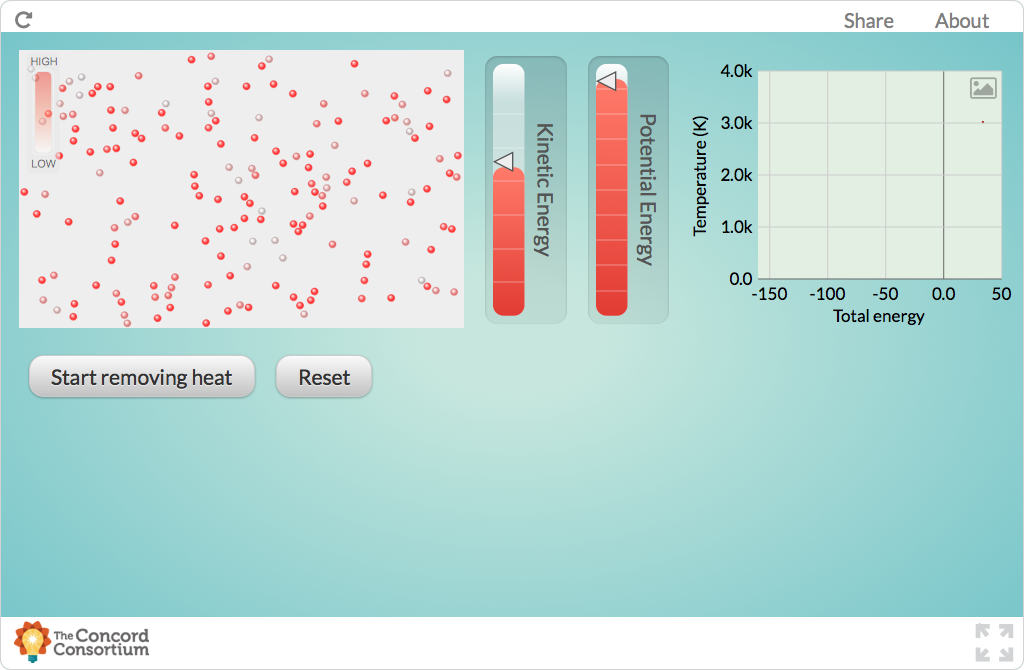 Share
About
HIGH
LOW
Kinetic Energy
Potential Energy
Temperature (K)
4.0k
3.0k
2.0k
1.0k
0.0
-150 -100 -50 0.0 50
Total energy
Start removing heat
Reset
The Concord
Consortium